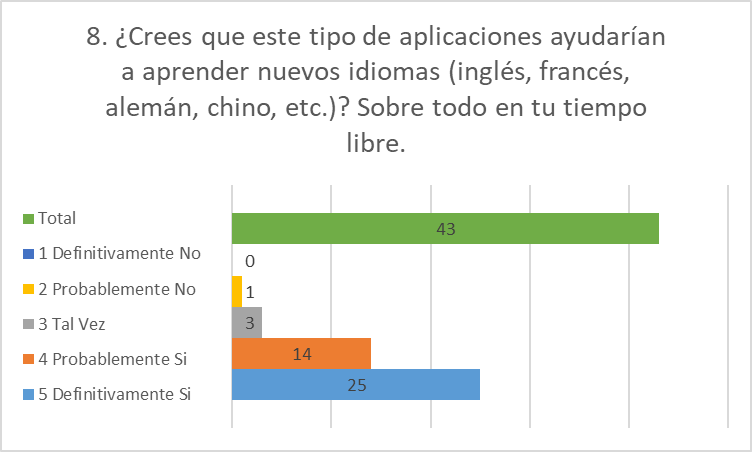 8. ¿Crees que este tipo de aplicaciones ayudarían
a aprender nuevos idiomas (inglés, francés,
alemán, chino, etc.)? Sobre todo en tu tiempo
libre.
Total
43
1 Definitivamente No
0
2 Probablemente No
1
3 Tal Vez
3
4 Probablemente Si
14
5 Definitivamente Si
25